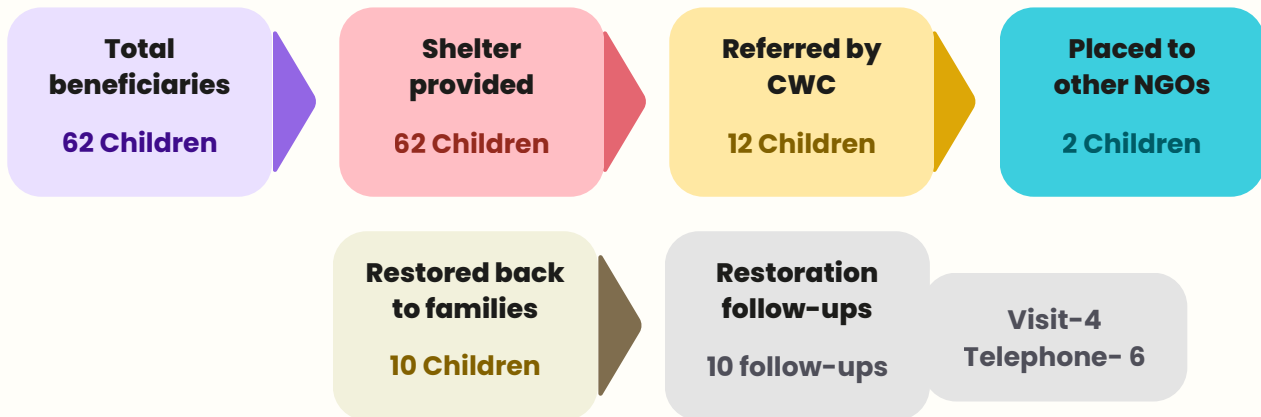 Total
beneficiaries
62 Children
Shelter
provided
62 Children
Referred by
CWC
12 Children
Placed to
other NGOs
2 Children
Restored back
to families
10 Children
Restoration
follow-ups
10 follow-ups
Visit-4
Telephone- 6